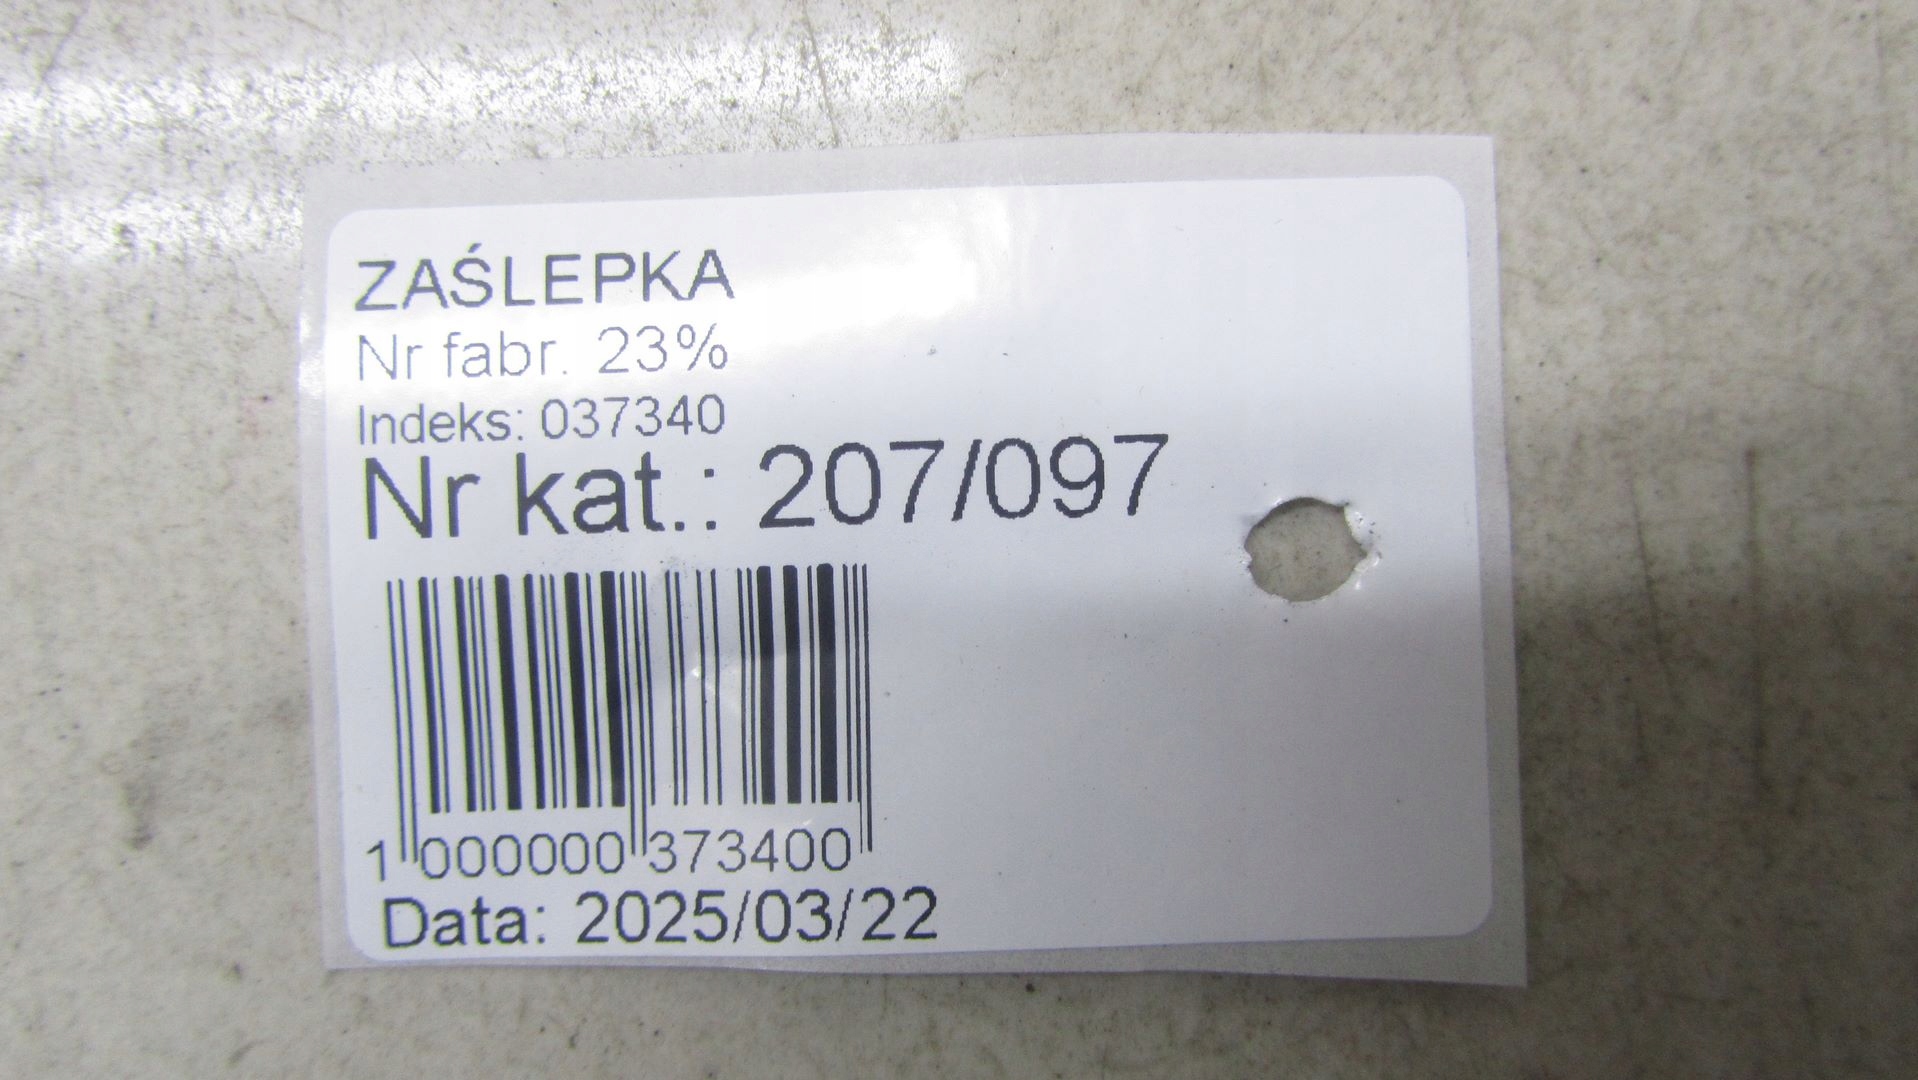 ZAŚLEPKA
Nr fabr. 23%
Indeks: 037340
Nr kat.: 207/097
1 000000 373400
Data: 2025/03/22